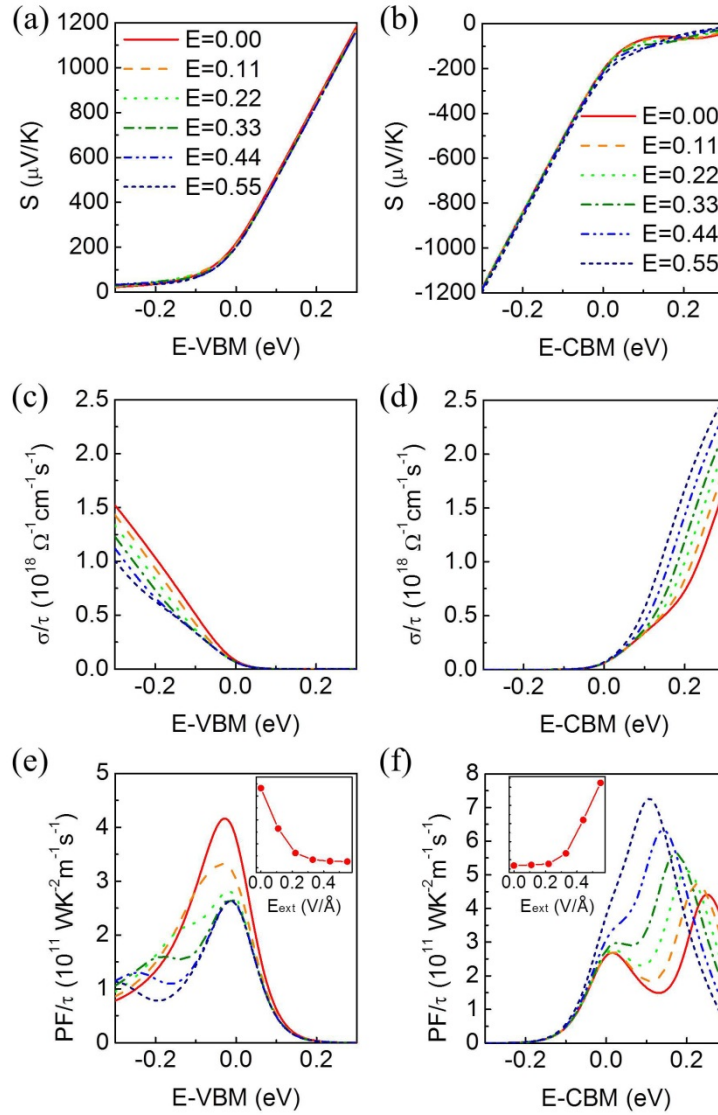 (a)
1200
1000
800
600
400
200
0
S (μV/K)
E=0.00
E=0.11
E=0.22
E=0.33
E=0.44
E=0.55
-0.2 0.0 0.2
E-VBM (eV)
(b)
0
-200
-400
-600
-800
-1000
-1200
S (μV/K)
E=0.00
E=0.11
E=0.22
E=0.33
E=0.44
E=0.55
-0.2 0.0 0.2
E-CBM (eV)
(c)
2.5
2.0
1.5
1.0
0.5
0.0
σ/τ (10¹⁸ Ω⁻¹cm⁻¹s⁻¹)
-0.2 0.0 0.2
E-VBM (eV)
(d)
2.5
2.0
1.5
1.0
0.5
0.0
σ/τ (10¹⁸ Ω⁻¹cm⁻¹s⁻¹)
-0.2 0.0 0.2
E-CBM (eV)
(e)
5
4
3
2
1
0
PF/τ (10¹¹ WK⁻²m⁻¹s⁻¹)
0.0 0.2 0.4
Eext (V/Å)
-0.2 0.0 0.2
E-VBM (eV)
(f)
8
7
6
5
4
3
2
1
0
PF/τ (10¹¹ WK⁻²m⁻¹s⁻¹)
0.0 0.2 0.4
Eext (V/Å)
-0.2 0.0 0.2
E-CBM (eV)